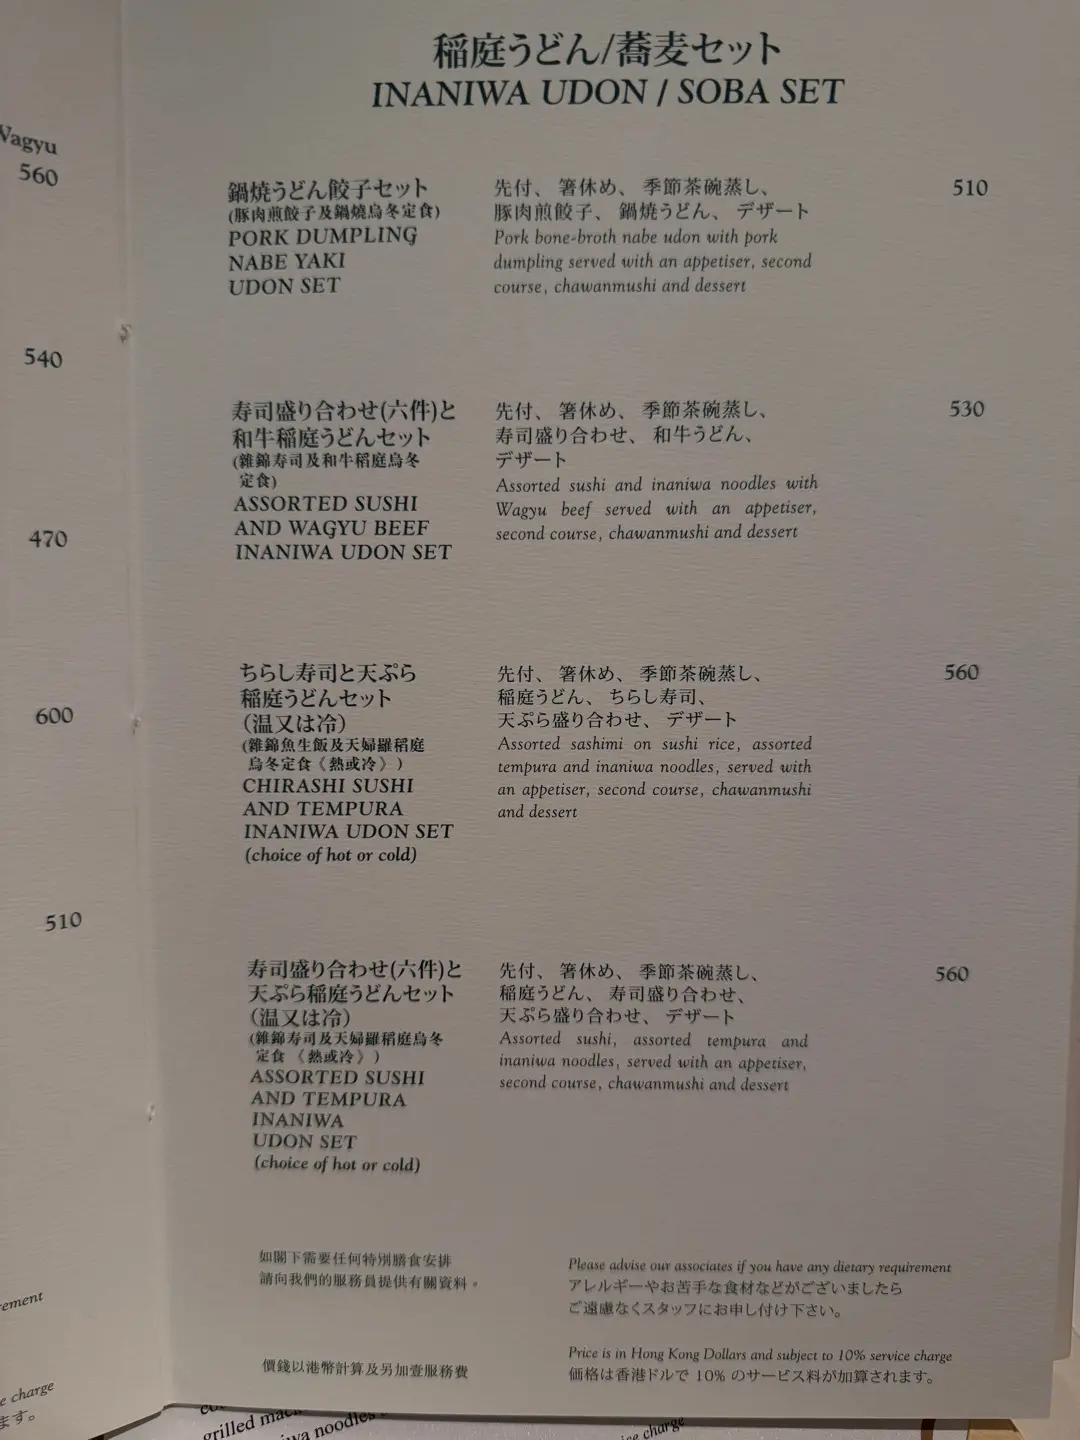 Wagyu
560
540
470
600
510
稲庭うどん/蕎麦セット
INANIWA UDON / SOBA SET
鍋焼うどん餃子セット
(豚肉煎餃子及鍋燒烏冬定食)
PORK DUMPLING
NABE YAKI
UDON SET
先付、 箸休め、 季節茶碗蒸し、
豚肉煎餃子、 鍋焼うどん、 デザート
Pork bone-broth nabe udon with pork
dumpling served with an appetiser, second
course, chawanmushi and dessert
510
寿司盛り合わせ(六件)と
和牛稲庭うどんセット
(雜錦寿司及和牛稻庭烏冬
定食)
ASSORTED SUSHI
AND WAGYU BEEF
INANIWA UDON SET
先付、 箸休め、 季節茶碗蒸し、
寿司盛り合わせ、 和牛うどん、
デザート
Assorted sushi and inaniwa noodles with
Wagyu beef served with an appetiser,
second course, chawanmushi and dessert
530
ちらし寿司と天ぷら
稲庭うどんセット
（温又は冷）
(雜錦魚生飯及天婦羅稻庭
烏冬定食《熱或冷》)
CHIRASHI SUSHI
AND TEMPURA
INANIWA UDON SET
(choice of hot or cold)
先付、 箸休め、 季節茶碗蒸し、
稲庭うどん、 ちらし寿司、
天ぷら盛り合わせ、 デザート
Assorted sashimi on sushi rice, assorted
tempura and inaniwa noodles, served with
an appetiser, second course, chawanmushi
and dessert
560
寿司盛り合わせ(六件)と
天ぷら稲庭うどんセット
（温又は冷）
(雜錦寿司及天婦羅稻庭烏冬
定食 《熱或冷》)
ASSORTED SUSHI
AND TEMPURA
INANIWA
UDON SET
(choice of hot or cold)
先付、 箸休め、 季節茶碗蒸し、
稲庭うどん、 寿司盛り合わせ、
天ぷら盛り合わせ、 デザート
Assorted sushi, assorted tempura and
inaniwa noodles, served with an appetiser,
second course, chawanmushi and dessert
560
如閣下需要任何特別膳食安排
請向我們的服務員提供有關資料。
Please advise our associates if you have any dietary requirement
アレルギーやお苦手な食材などがございましたら
ご遠慮なくスタッフにお申し付け下さい。
價錢以港幣計算及另加壹服務費
Price is in Hong Kong Dollars and subject to 10% service charge
価格は香港ドルで 10% のサービス料が加算されます。
charge
ます。
grilled
noodles
charge